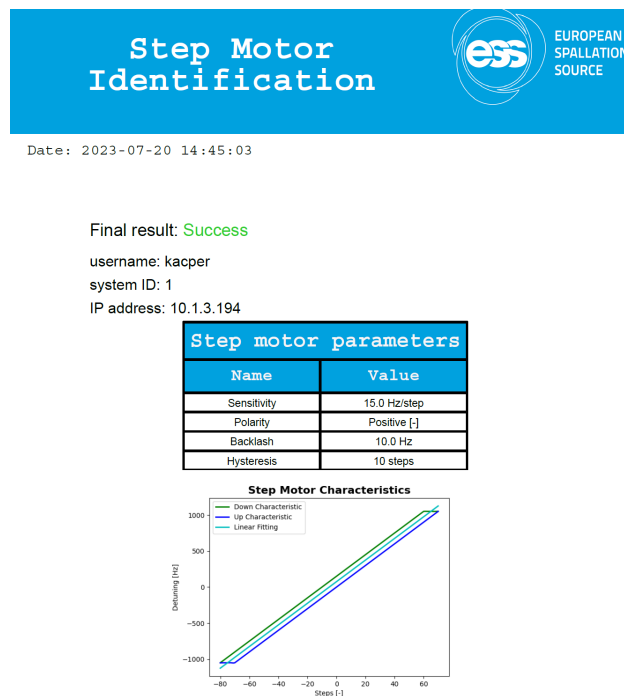 Step Motor
Identification
ess
EUROPEAN
SPALLATION
SOURCE
Date: 2023-07-20 14:45:03
Final result: Success
username: kacper
system ID: 1
IP address: 10.1.3.194
Step motor parameters
Name Value
Sensitivity 15.0 Hz/step
Polarity Positive [-]
Backlash 10.0 Hz
Hysteresis 10 steps
Step Motor Characteristics
Down Characteristic
Up Characteristic
Linear Fitting
1000
500
0
−500
−1000
Detuning [Hz]
−80 −60 −40 −20 0 20 40 60
Steps [-]